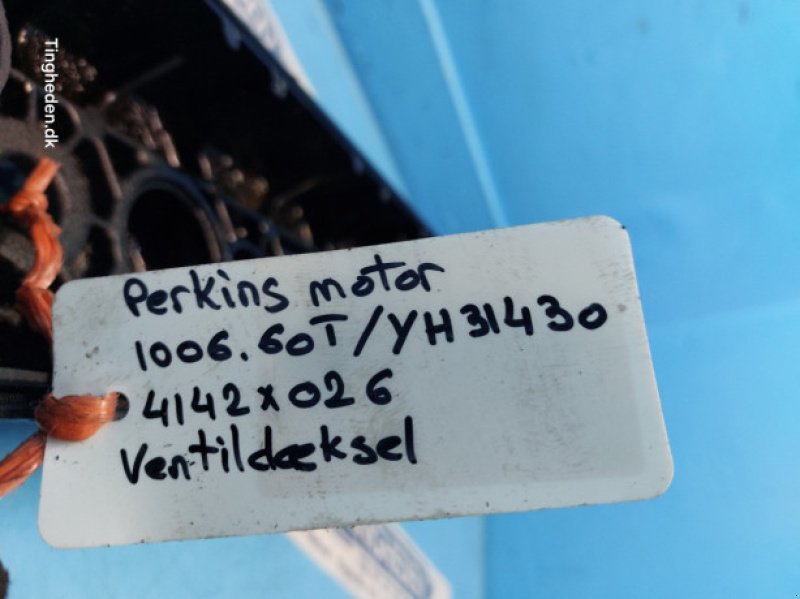 Tingheden.dk
Perkins motor
1006.60T/YH31430
4142x026
Ventildæksel